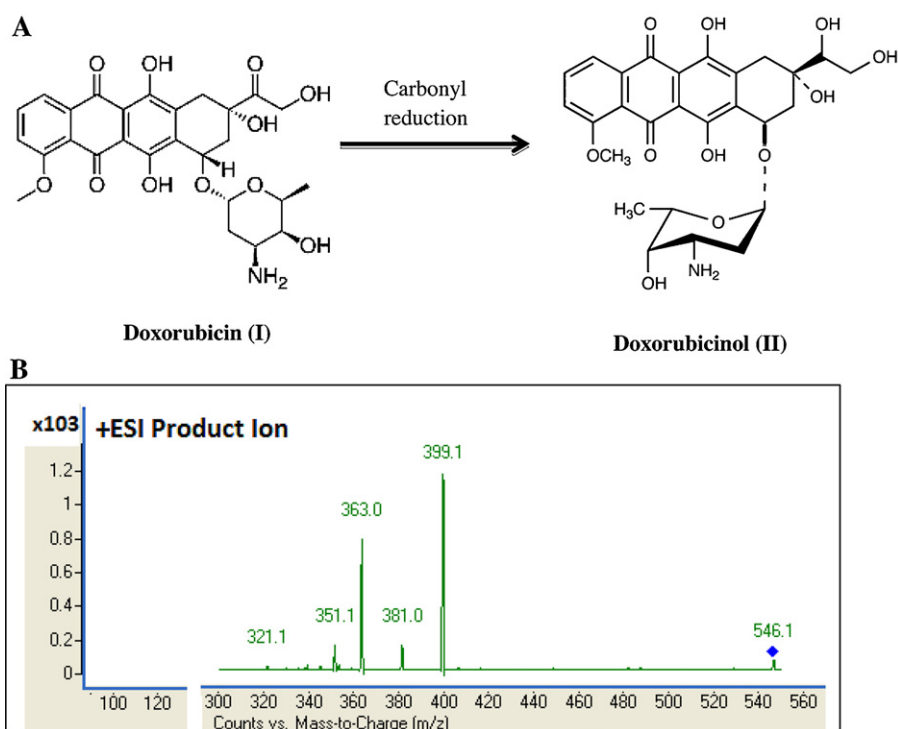 A
O OH O
OH
OH
O O OH
O O
OH
NH2
Doxorubicin (I)
Carbonyl
reduction
O OH OH
OH
OH
OCH3 O OH O
H
H3C O
NH2
OH
Doxorubicinol (II)
B
x103 +ESI Product Ion
399.1
1.2
1
363.0
0.8
0.6
351.1 381.0
0.4
321.1 546.1
0.2
0
100 120 300 320 340 360 380 400 420 440 460 480 500 520 540 560
Counts vs. Mass-to-Charge (m/z)